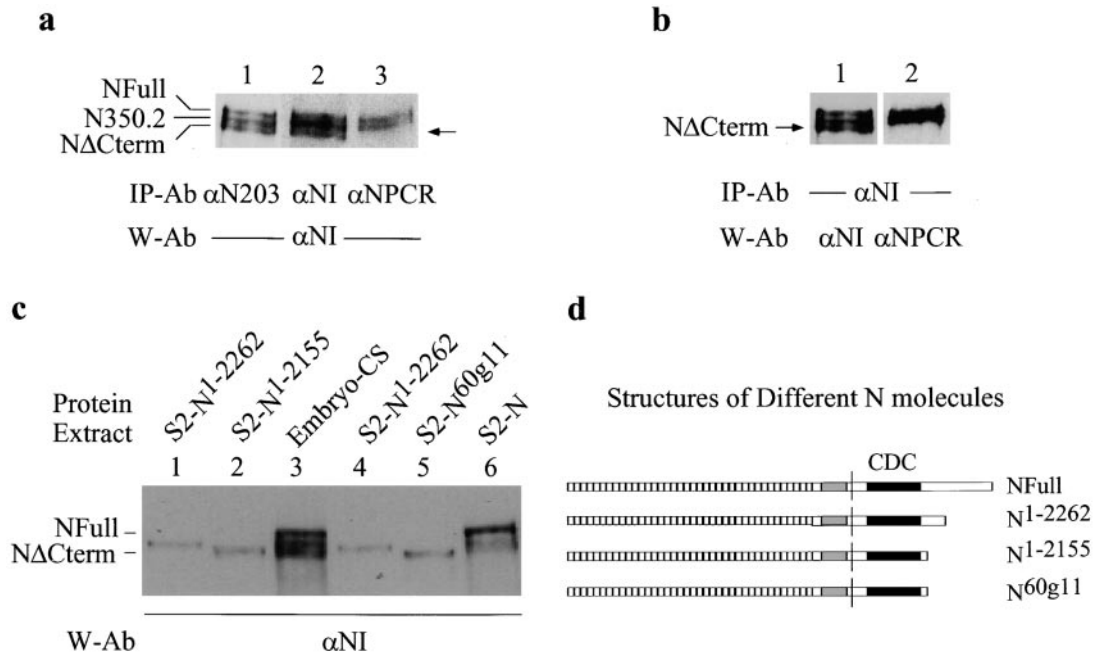 a
1 2 3
NFull
N350.2
NΔCterm
IP-Ab αN203 αNI αNPCR
W-Ab αNI
b
1 2
NΔCterm
IP-Ab αNI
W-Ab αNI αNPCR
c
Protein Extract
S2-N1-2262 S2-N1-2155 Embryo-CS S2-N1-2262 S2-N60g11 S2-N
1 2 3 4 5 6
NFull
NΔCterm
W-Ab αNI
d
Structures of Different N molecules
CDC
NFull
N1-2262
N1-2155
N60g11